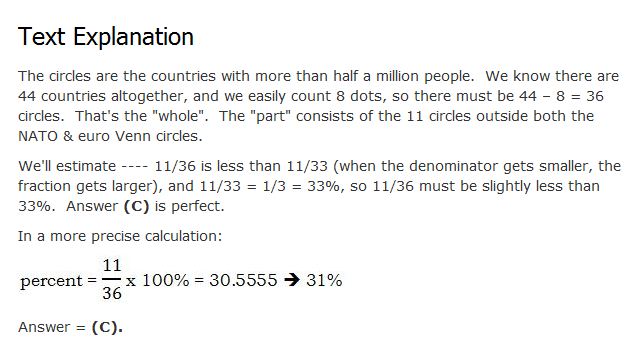 Text Explanation
The circles are the countries with more than half a million people.  We know there are
44 countries altogether, and we easily count 8 dots, so there must be 44 – 8 = 36
circles.  That's the "whole".  The "part" consists of the 11 circles outside both the
NATO & euro Venn circles.
We'll estimate ---- 11/36 is less than 11/33 (when the denominator gets smaller, the
fraction gets larger), and 11/33 = 1/3 = 33%, so 11/36 must be slightly less than
33%.  Answer (C) is perfect.
In a more precise calculation:
percent = 11/36 x 100% = 30.5555 ➔ 31%
Answer = (C).